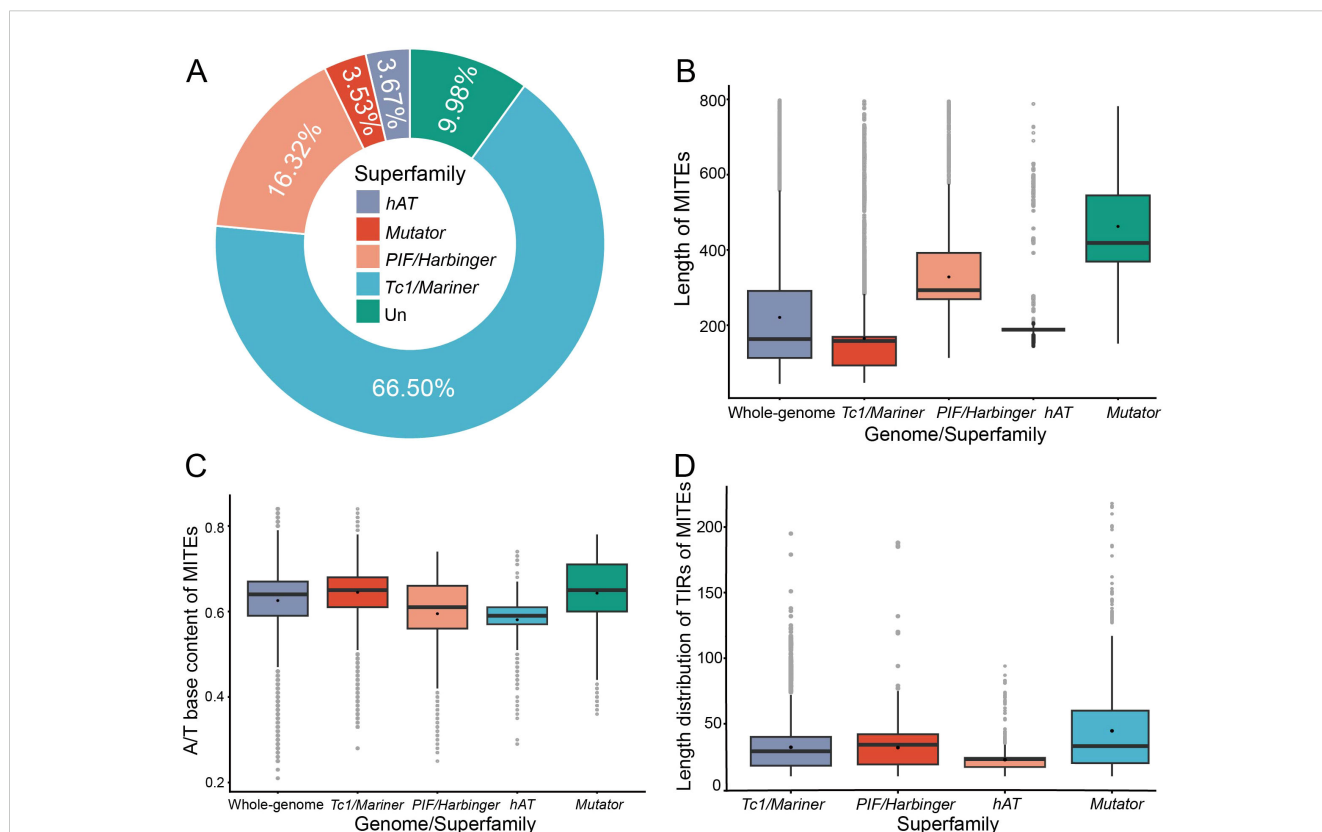 A
3.67%
3.53%
9.98%
16.32%
66.50%
Superfamily
hAT
Mutator
PIF/Harbinger
Tc1/Mariner
Un
B
Length of MITEs
800
600
400
200
Whole-genome Tc1/Mariner PIF/Harbinger hAT Mutator
Genome/Superfamily
C
A/T base content of MITEs
0.8
0.6
0.4
0.2
Whole-genome Tc1/Mariner PIF/Harbinger hAT Mutator
Genome/Superfamily
D
Length distribution of TIRs of MITEs
200
150
100
50
0
Tc1/Mariner PIF/Harbinger hAT Mutator
Superfamily